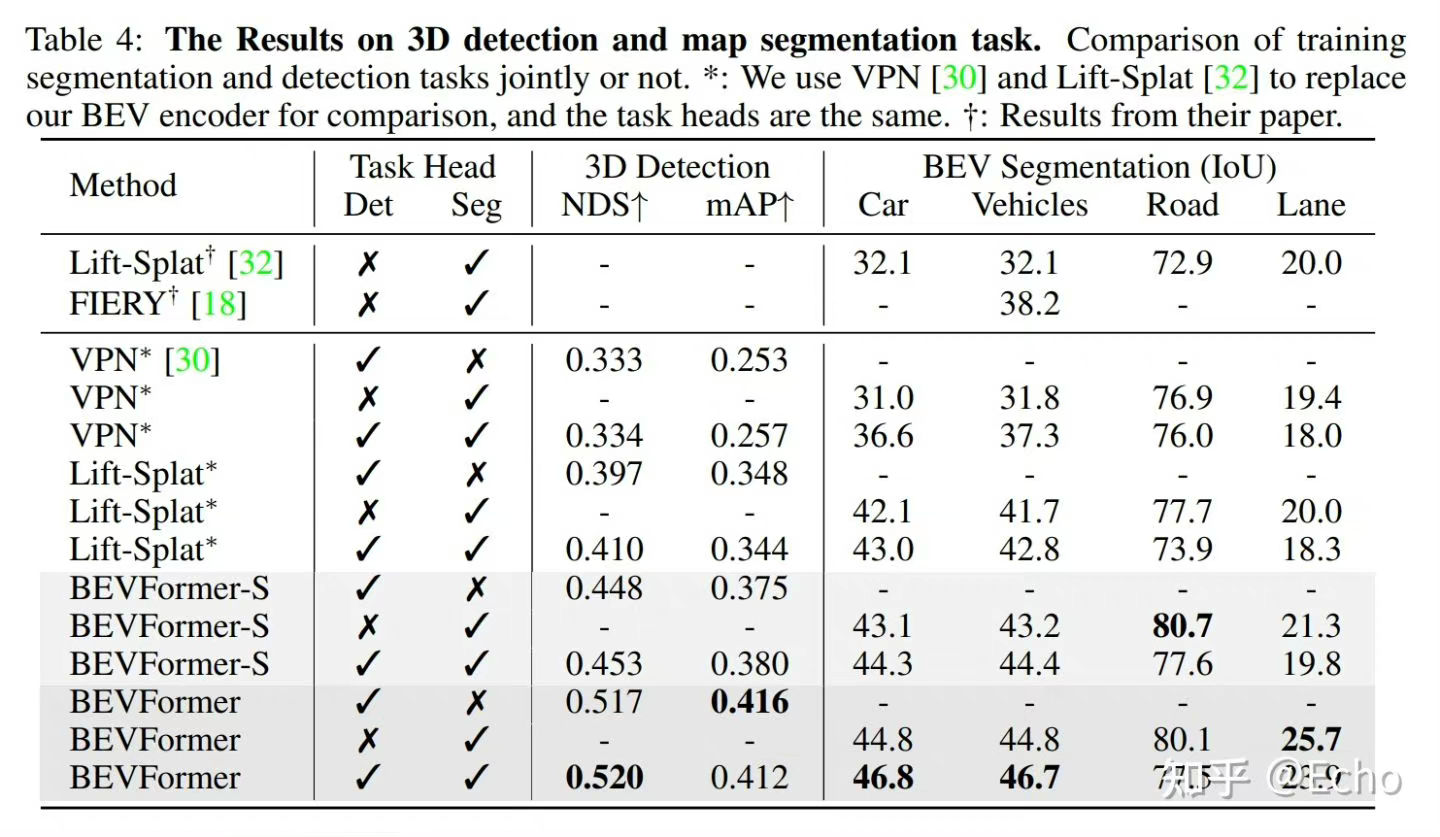 Table 4: The Results on 3D detection and map segmentation task. Comparison of training
segmentation and detection tasks jointly or not. *: We use VPN [30] and Lift-Splat [32] to replace
our BEV encoder for comparison, and the task heads are the same. †: Results from their paper.
Method Task Head 3D Detection BEV Segmentation (IoU)
Det Seg NDS↑ mAP↑ Car Vehicles Road Lane
Lift-Splat† [32] ✗ ✓ - - 32.1 32.1 72.9 20.0
FIERY† [18] ✗ ✓ - - - 38.2 - -
VPN* [30] ✓ ✗ 0.333 0.253 - - - -
VPN* ✗ ✓ - - 31.0 31.8 76.9 19.4
VPN* ✓ ✓ 0.334 0.257 36.6 37.3 76.0 18.0
Lift-Splat* ✓ ✗ 0.397 0.348 - - - -
Lift-Splat* ✗ ✓ - - 42.1 41.7 77.7 20.0
Lift-Splat* ✓ ✓ 0.410 0.344 43.0 42.8 73.9 18.3
BEVFormer-S ✓ ✗ 0.448 0.375 - - - -
BEVFormer-S ✗ ✓ - - 43.1 43.2 80.7 21.3
BEVFormer-S ✓ ✓ 0.453 0.380 44.3 44.4 77.6 19.8
BEVFormer ✓ ✗ 0.517 0.416 - - - -
BEVFormer ✗ ✓ - - 44.8 44.8 80.1 25.7
BEVFormer ✓ ✓ 0.520 0.412 46.8 46.7 77.5 23.9
知乎 @Echo